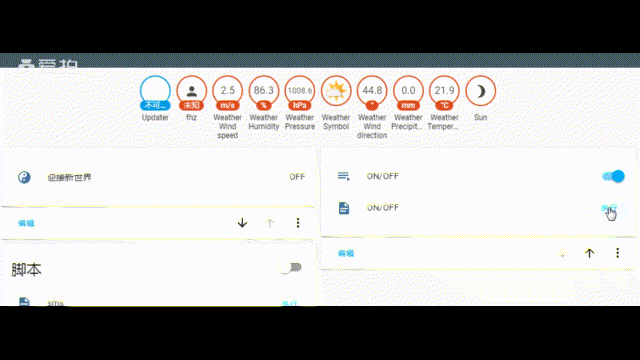 爱拍
2.5
86.3
1008.6
44.8
0.0
21.9
不可...
未知
m/s
%
hPa
°
mm
°C
Updater
fhz
Weather Wind speed
Weather Humidity
Weather Pressure
Weather Symbol
Weather Wind direction
Weather Precipit...
Weather Temper...
Sun
迎接新世界
OFF
编辑
脚本
sms
执行
ON/OFF
ON/OFF
执行
编辑